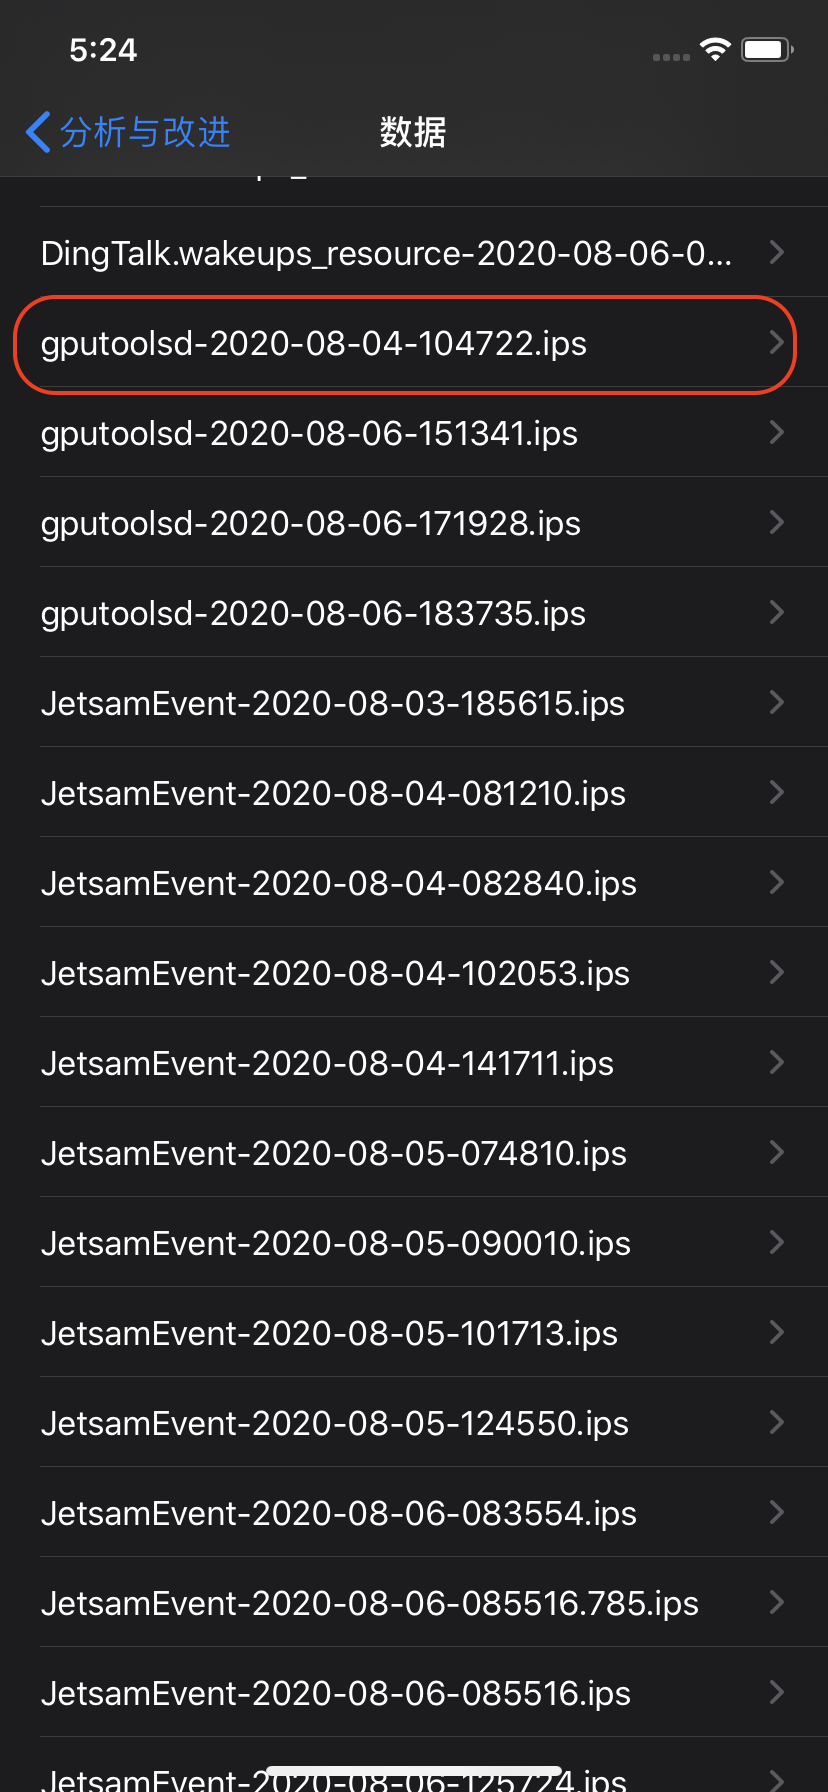 5:24
分析与改进
数据
DingTalk.wakeups_resource-2020-08-06-0...
gputoolsd-2020-08-04-104722.ips
gputoolsd-2020-08-06-151341.ips
gputoolsd-2020-08-06-171928.ips
gputoolsd-2020-08-06-183735.ips
JetsamEvent-2020-08-03-185615.ips
JetsamEvent-2020-08-04-081210.ips
JetsamEvent-2020-08-04-082840.ips
JetsamEvent-2020-08-04-102053.ips
JetsamEvent-2020-08-04-141711.ips
JetsamEvent-2020-08-05-074810.ips
JetsamEvent-2020-08-05-090010.ips
JetsamEvent-2020-08-05-101713.ips
JetsamEvent-2020-08-05-124550.ips
JetsamEvent-2020-08-06-083554.ips
JetsamEvent-2020-08-06-085516.785.ips
JetsamEvent-2020-08-06-085516.ips
JetsamEvent-2020-08-06-125724.ips